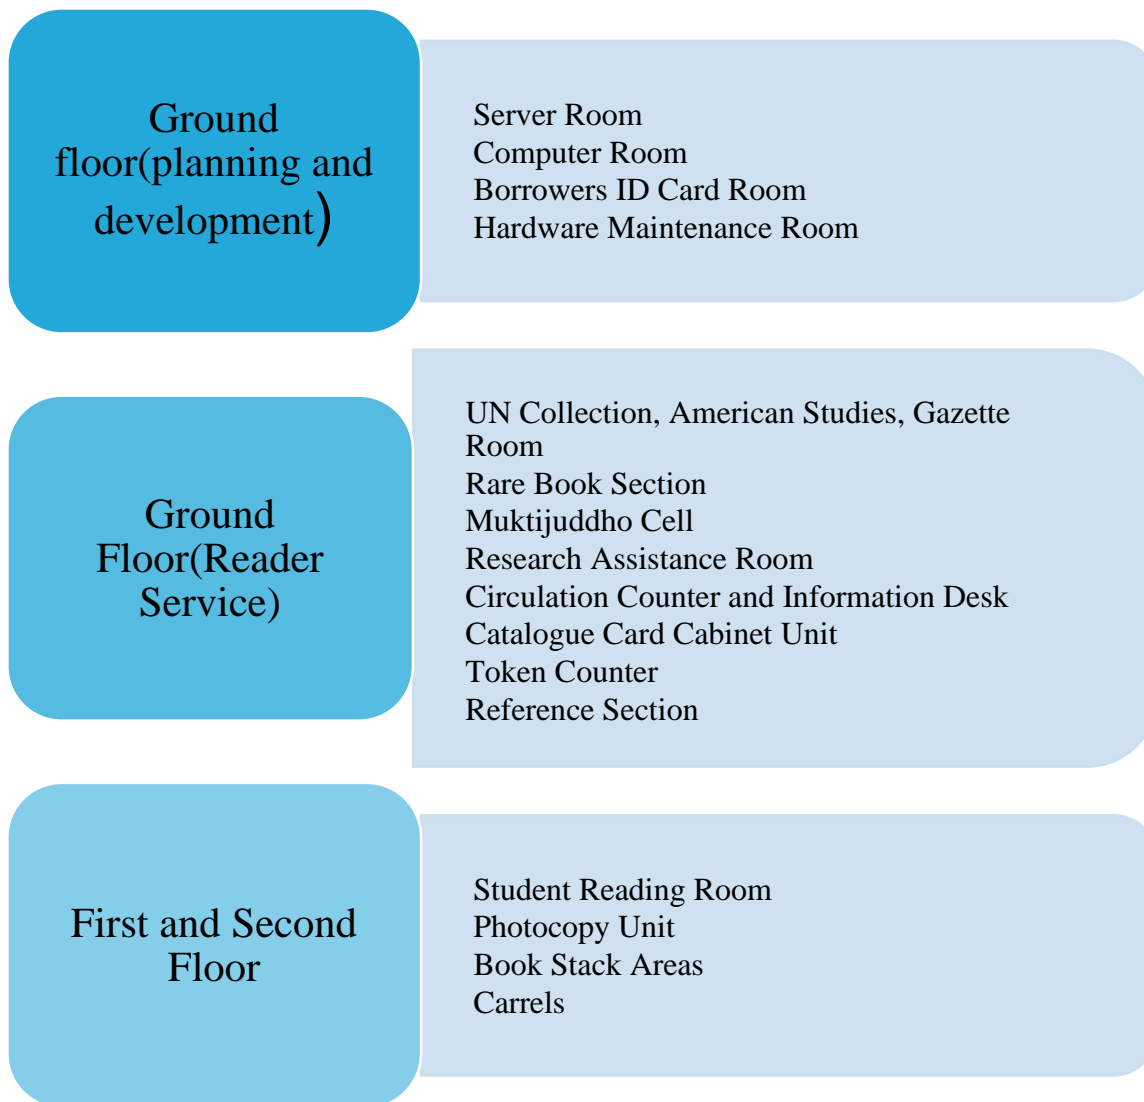 Ground
floor(planning and
development)
Server Room
Computer Room
Borrowers ID Card Room
Hardware Maintenance Room
Ground
Floor(Reader
Service)
UN Collection, American Studies, Gazette
Room
Rare Book Section
Muktijuddho Cell
Research Assistance Room
Circulation Counter and Information Desk
Catalogue Card Cabinet Unit
Token Counter
Reference Section
First and Second
Floor
Student Reading Room
Photocopy Unit
Book Stack Areas
Carrels